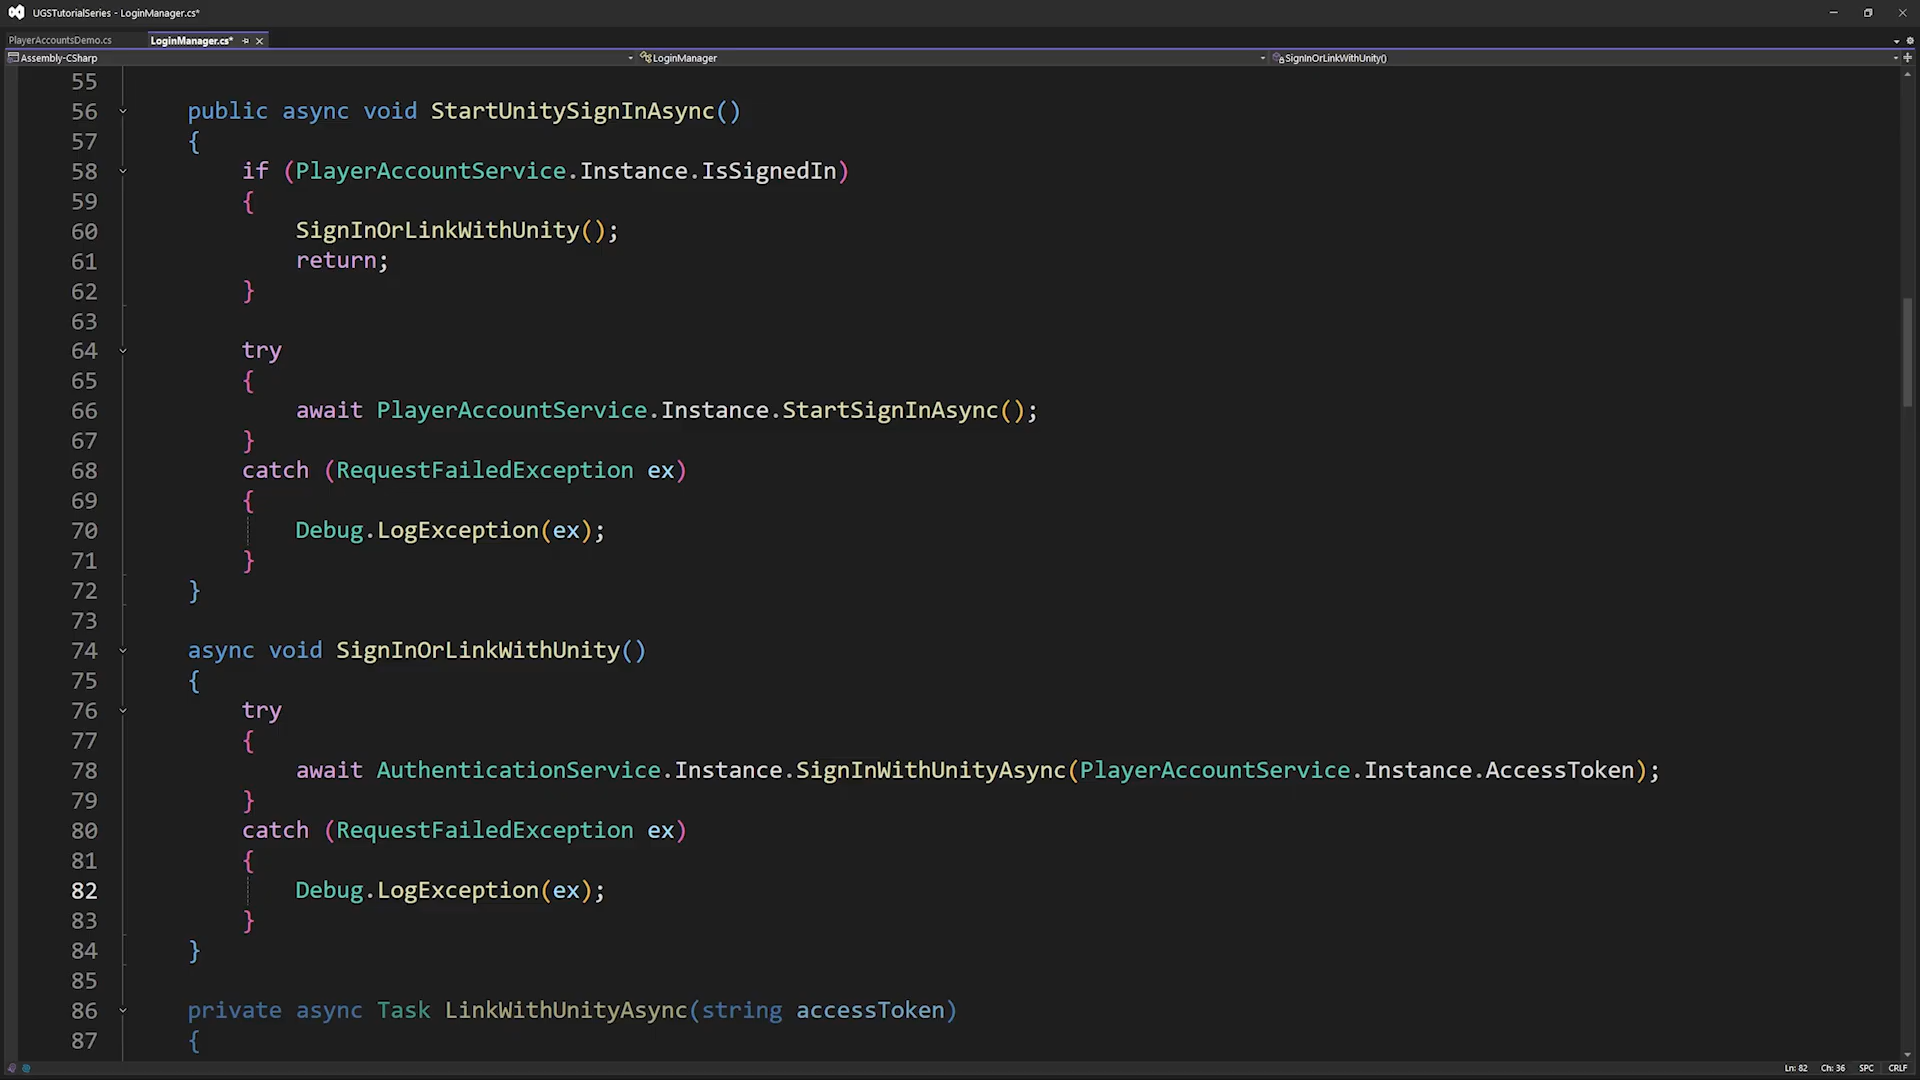 UGSTutorialSeries - LoginManager.cs*
PlayerAccountsDemo.cs
LoginManager.cs*
Assembly-CSharp
LoginManager
SignInOrLinkWithUnity()
55
56 public async void StartUnitySignInAsync()
57 {
58 if (PlayerAccountService.Instance.IsSignedIn)
59 {
60 SignInOrLinkWithUnity();
61 return;
62 }
63
64 try
65 {
66 await PlayerAccountService.Instance.StartSignInAsync();
67 }
68 catch (RequestFailedException ex)
69 {
70 Debug.LogException(ex);
71 }
72 }
73
74 async void SignInOrLinkWithUnity()
75 {
76 try
77 {
78 await AuthenticationService.Instance.SignInWithUnityAsync(PlayerAccountService.Instance.AccessToken);
79 }
80 catch (RequestFailedException ex)
81 {
82 Debug.LogException(ex);
83 }
84 }
85
86 private async Task LinkWithUnityAsync(string accessToken)
87 {
Ln: 82 Ch: 36 SPC CRLF